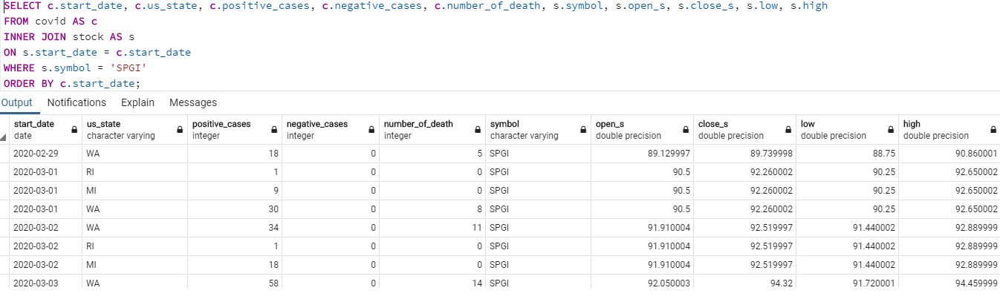 SELECT c.start_date, c.us_state, c.positive_cases, c.negative_cases, c.number_of_death, s.symbol, s.open_s, s.close_s, s.low, s.high
FROM covid AS c
INNER JOIN stock AS s
ON s.start_date = c.start_date
WHERE s.symbol = 'SPGI'
ORDER BY c.start_date;
Output Notifications Explain Messages
start_date us_state positive_cases negative_cases number_of_death symbol open_s close_s low high
date character varying integer integer integer character varying double precision double precision double precision double precision
2020-02-29 WA 18 0 5 SPGI 89.129997 89.739998 88.75 90.860001
2020-03-01 RI 1 0 0 SPGI 90.5 92.260002 90.25 92.650002
2020-03-01 MI 9 0 0 SPGI 90.5 92.260002 90.25 92.650002
2020-03-01 WA 30 0 8 SPGI 90.5 92.260002 90.25 92.650002
2020-03-02 WA 34 0 11 SPGI 91.910004 92.519997 91.440002 92.889999
2020-03-02 RI 1 0 0 SPGI 91.910004 92.519997 91.440002 92.889999
2020-03-02 MI 18 0 0 SPGI 91.910004 92.519997 91.440002 92.889999
2020-03-03 WA 58 0 14 SPGI 92.050003 94.32 91.720001 94.459999